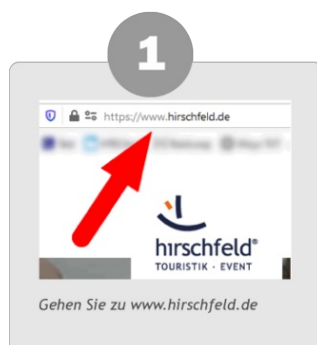 1
https://www.hirschfeld.de
hirschfeld®
TOURISTIK · EVENT
Gehen Sie zu www.hirschfeld.de